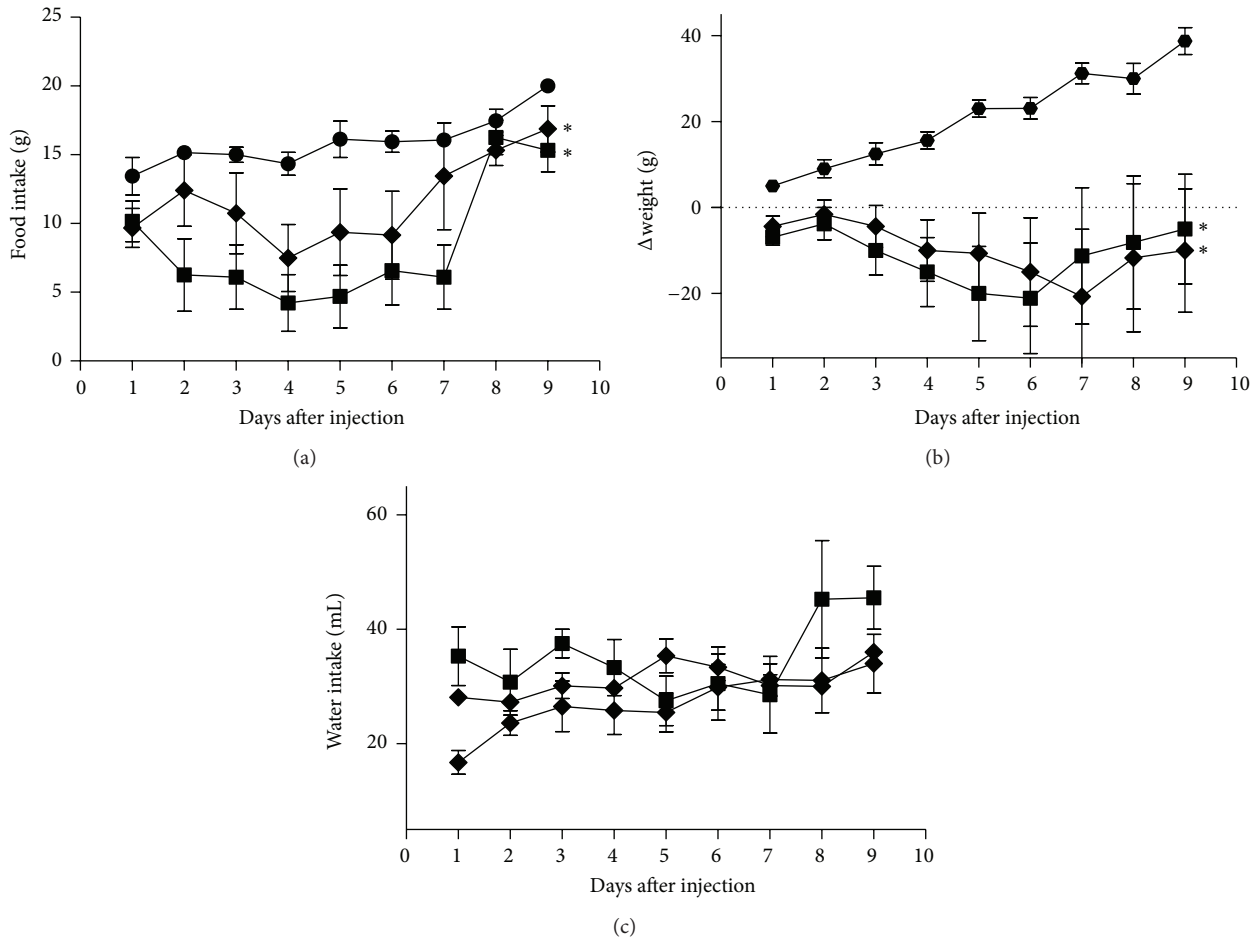 25
20
15
10
5
0
Food intake (g)
*
*
0 1 2 3 4 5 6 7 8 9 10
Days after injection
(a)
40
20
0
−20
Δweight (g)
*
*
0 1 2 3 4 5 6 7 8 9 10
Days after injection
(b)
60
40
20
Water intake (mL)
0 1 2 3 4 5 6 7 8 9 10
Days after injection
(c)